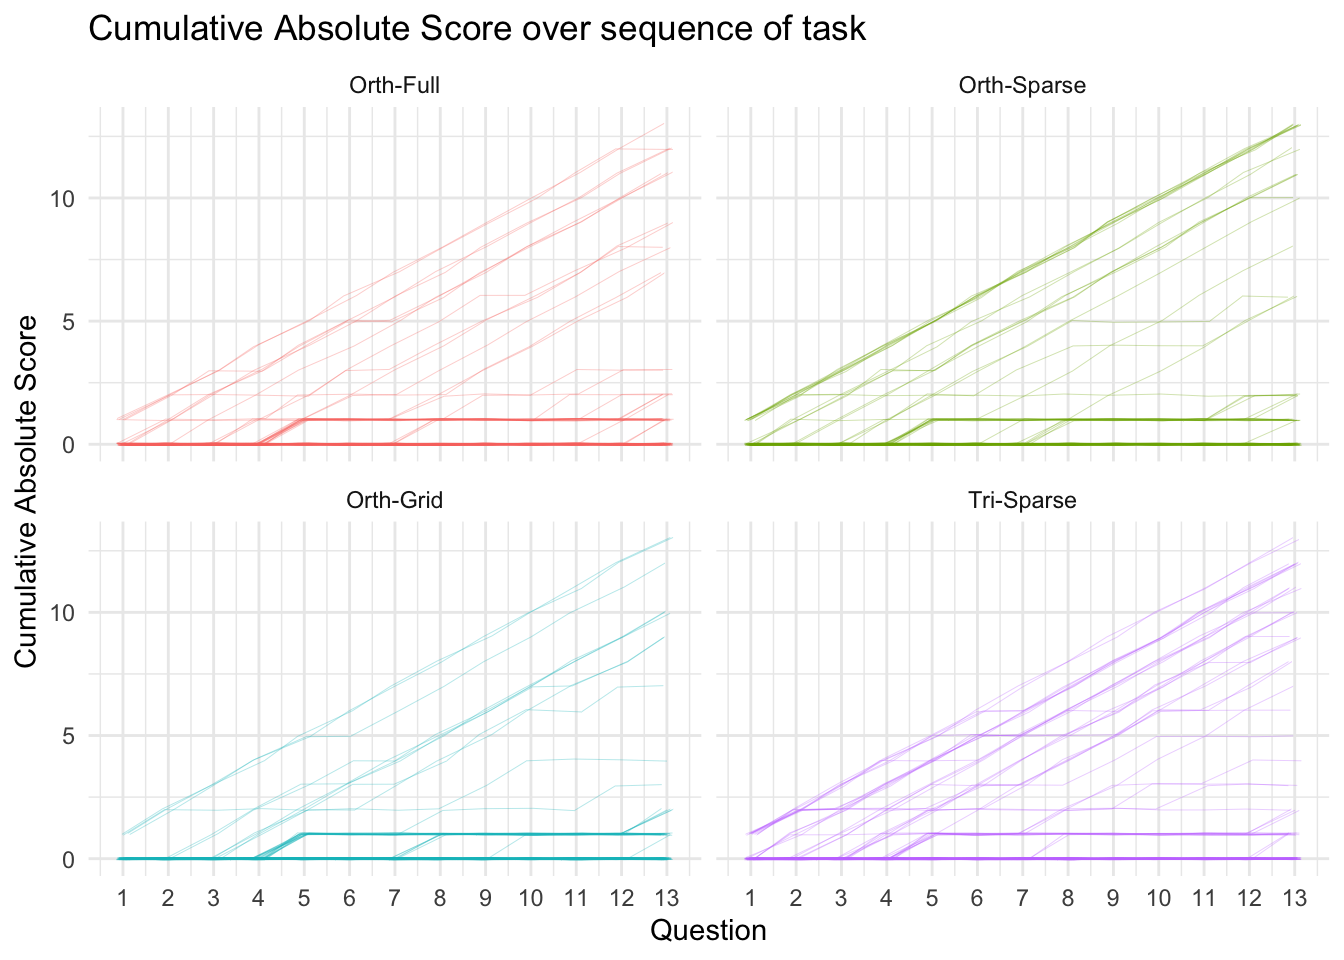 Cumulative Absolute Score over sequence of task
Orth-Full
Orth-Sparse
10
5
0
Cumulative Absolute Score
Orth-Grid
Tri-Sparse
10
5
0
1 2 3 4 5 6 7 8 9 10 11 12 13
1 2 3 4 5 6 7 8 9 10 11 12 13
Question